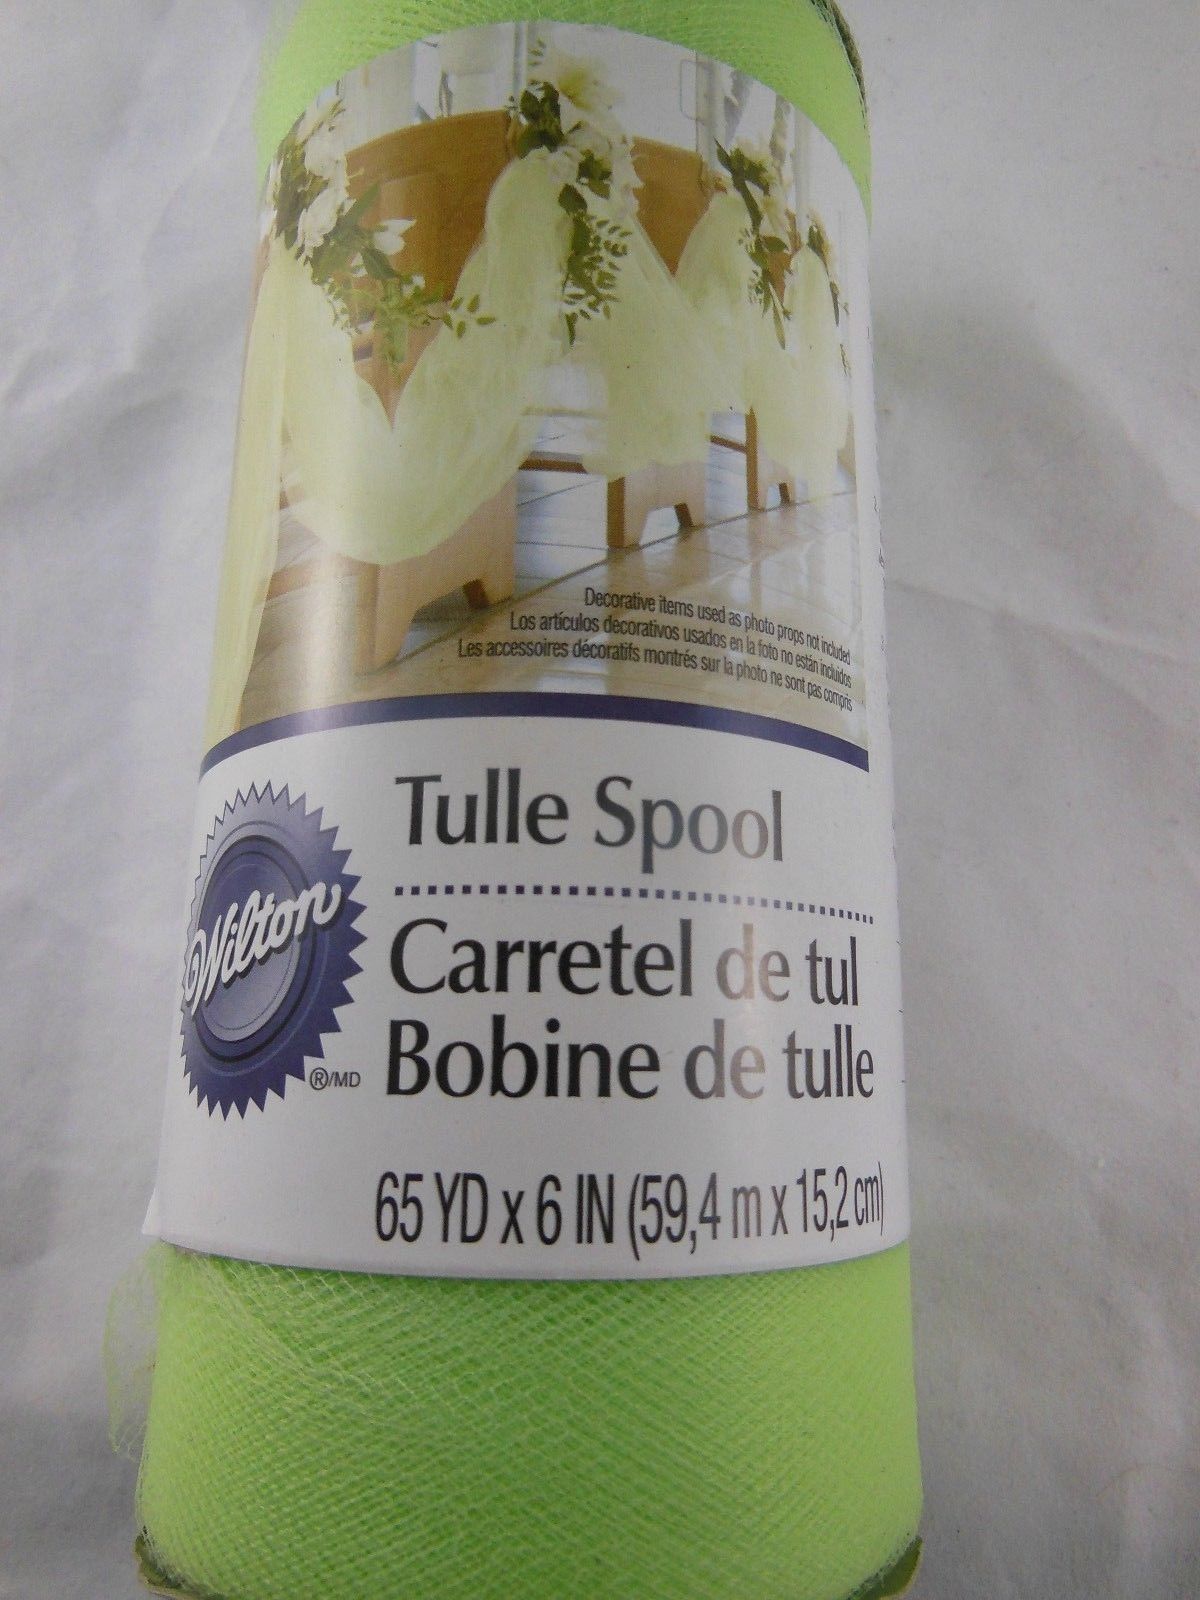 Decorative items used as photo props not included
Los artículos decorativos usados en la foto no están incluidos
Les accessoires décoratifs montrés sur la photo ne sont pas compris
Tulle Spool
Wilton
®/MD
Carretel de tul
Bobine de tulle
65 YD x 6 IN (59,4 m x 15,2 cm)